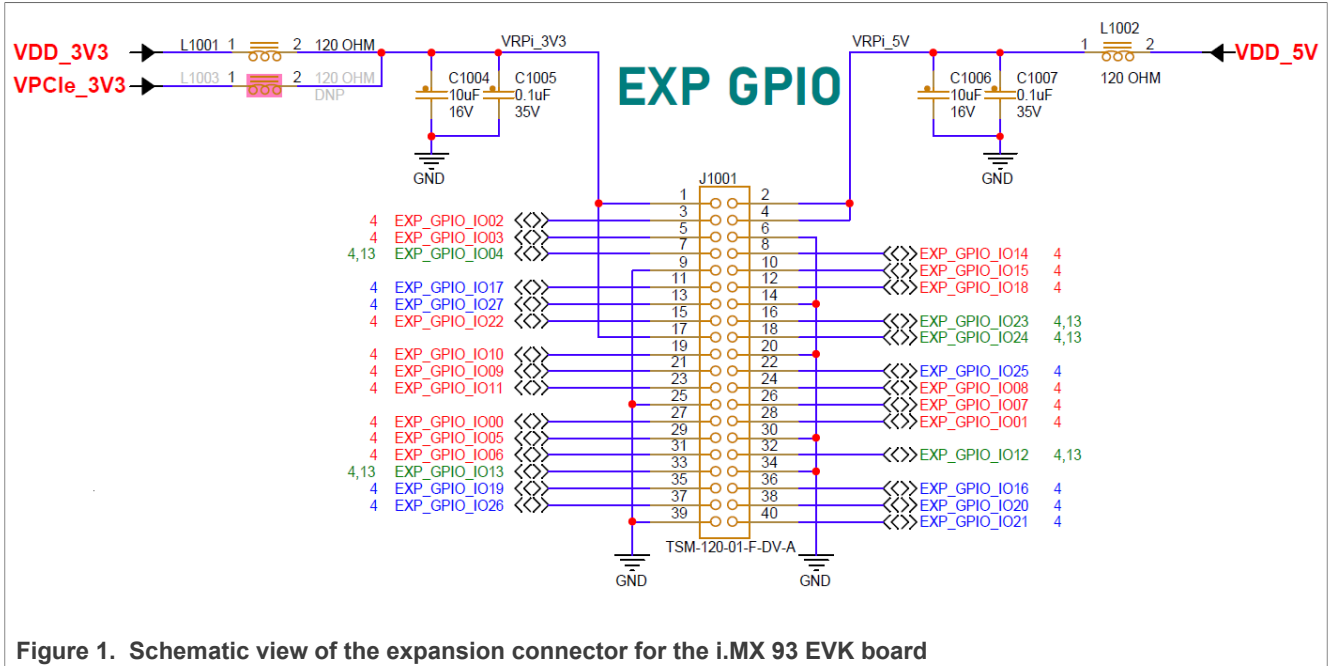 VDD_3V3 L1001 1 2 120 OHM VRPi_3V3 VRPi_5V L1002 1 2 VDD_5V
VPCIe_3V3 L1003 1 2 120 OHM DNP 120 OHM
EXP GPIO
C1004 C1005 C1006 C1007
10uF 0.1uF 10uF 0.1uF
16V 35V 16V 35V
GND GND
J1001
1 2
3 4
4 EXP_GPIO_IO02
5 6
4 EXP_GPIO_IO03
7 8
4,13 EXP_GPIO_IO04 EXP_GPIO_IO14 4
9 10
EXP_GPIO_IO15 4
11 12
4 EXP_GPIO_IO17 EXP_GPIO_IO18 4
13 14
4 EXP_GPIO_IO27
15 16
4 EXP_GPIO_IO22 EXP_GPIO_IO23 4,13
17 18
EXP_GPIO_IO24 4,13
19 20
4 EXP_GPIO_IO10
21 22
4 EXP_GPIO_IO09 EXP_GPIO_IO25 4
23 24
4 EXP_GPIO_IO11 EXP_GPIO_IO08 4
25 26
EXP_GPIO_IO07 4
27 28
4 EXP_GPIO_IO00 EXP_GPIO_IO01 4
29 30
4 EXP_GPIO_IO05
31 32
4 EXP_GPIO_IO06 EXP_GPIO_IO12 4,13
33 34
4,13 EXP_GPIO_IO13
35 36
4 EXP_GPIO_IO19 EXP_GPIO_IO16 4
37 38
4 EXP_GPIO_IO26 EXP_GPIO_IO20 4
39 40
EXP_GPIO_IO21 4
TSM-120-01-F-DV-A
GND GND
Figure 1. Schematic view of the expansion connector for the i.MX 93 EVK board